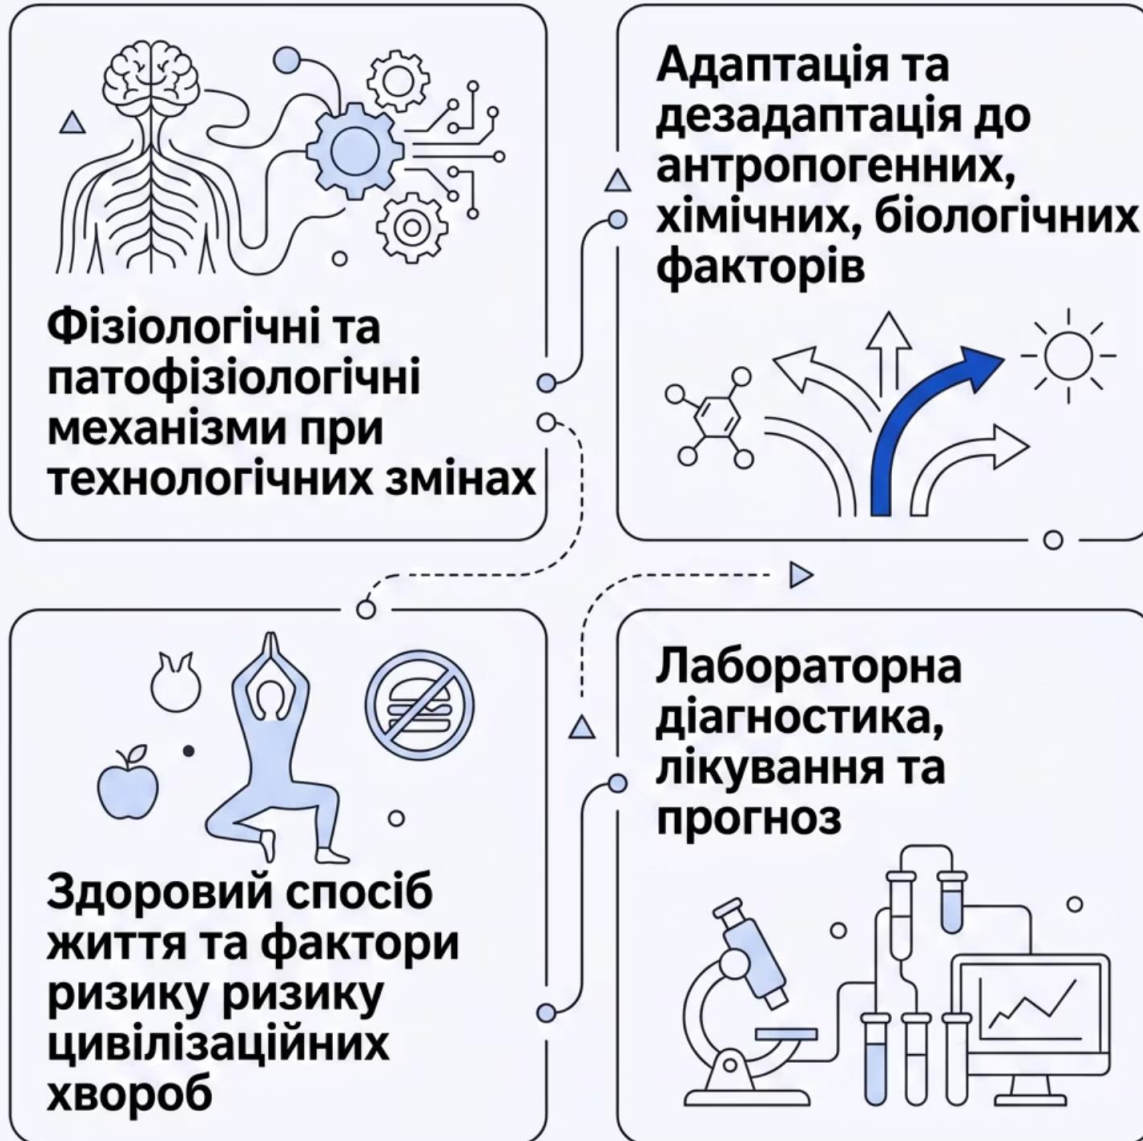 Фізіологічні та
патофізіологічні
механізми при
технологічних змінах
Адаптація та
дезадаптація до
антропогенних,
хімічних, біологічних
факторів
Здоровий спосіб
життя та фактори
ризику ризику
цивілізаційних
хвороб
Лабораторна
діагностика,
лікування та
прогноз